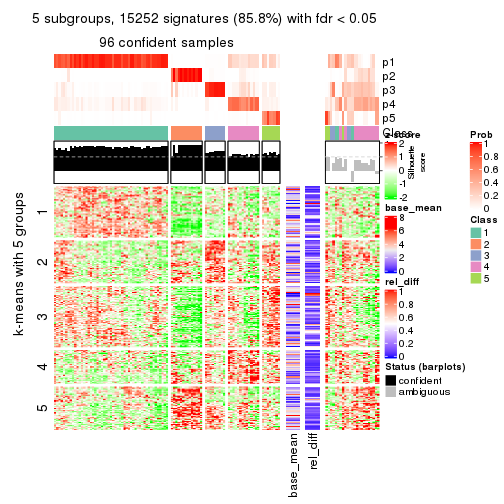 5 subgroups, 15252 signatures (85.8%) with fdr < 0.05
96 confident samples
p1
p2
p3
p4
p5
Class
z-score
2
1
0
-1
-2
Silhouette
score
base_mean
8
6
4
2
0
rel_diff
1
0.8
0.6
0.4
0.2
0
Status (barplots)
confident
ambiguous
Prob
1
0.8
0.6
0.4
0.2
0
Class
1
2
3
4
5
k-means with 5 groups
1
2
3
4
5
base_mean
rel_diff